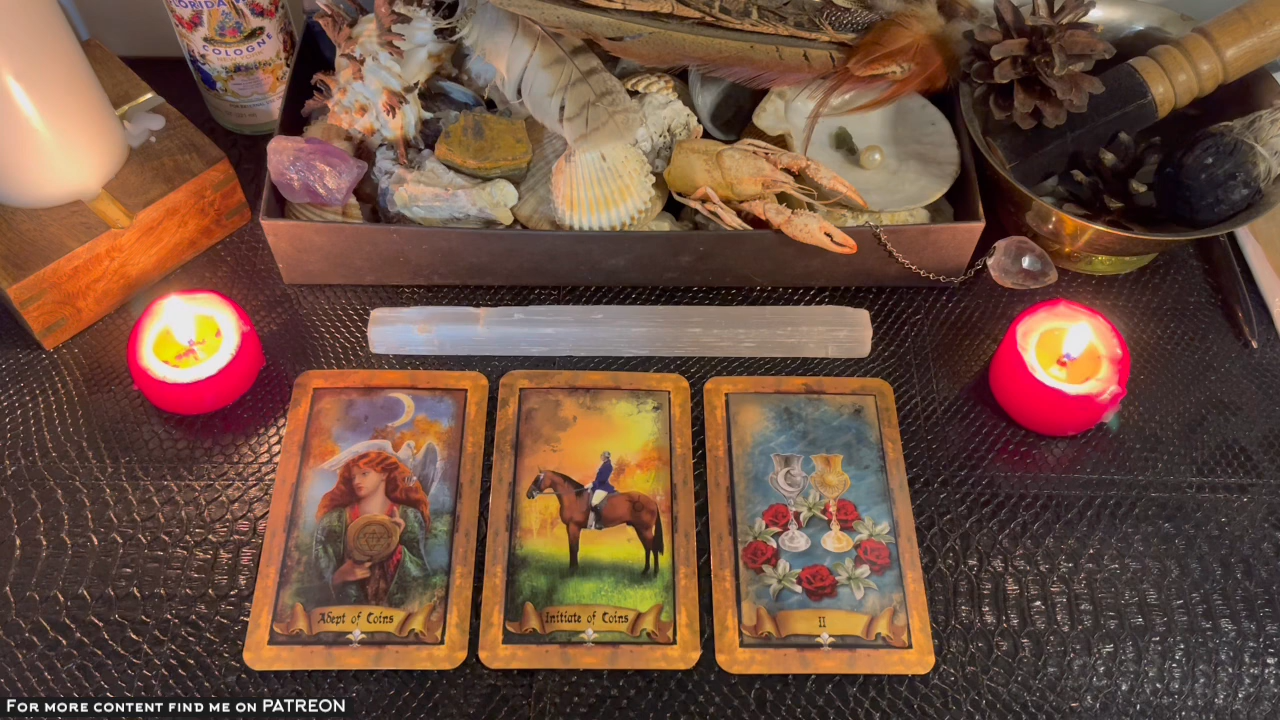 FLORIDA W
COLOGNE
Adept of Coins
Initiate of Coins
II
FOR MORE CONTENT FIND ME ON PATREON